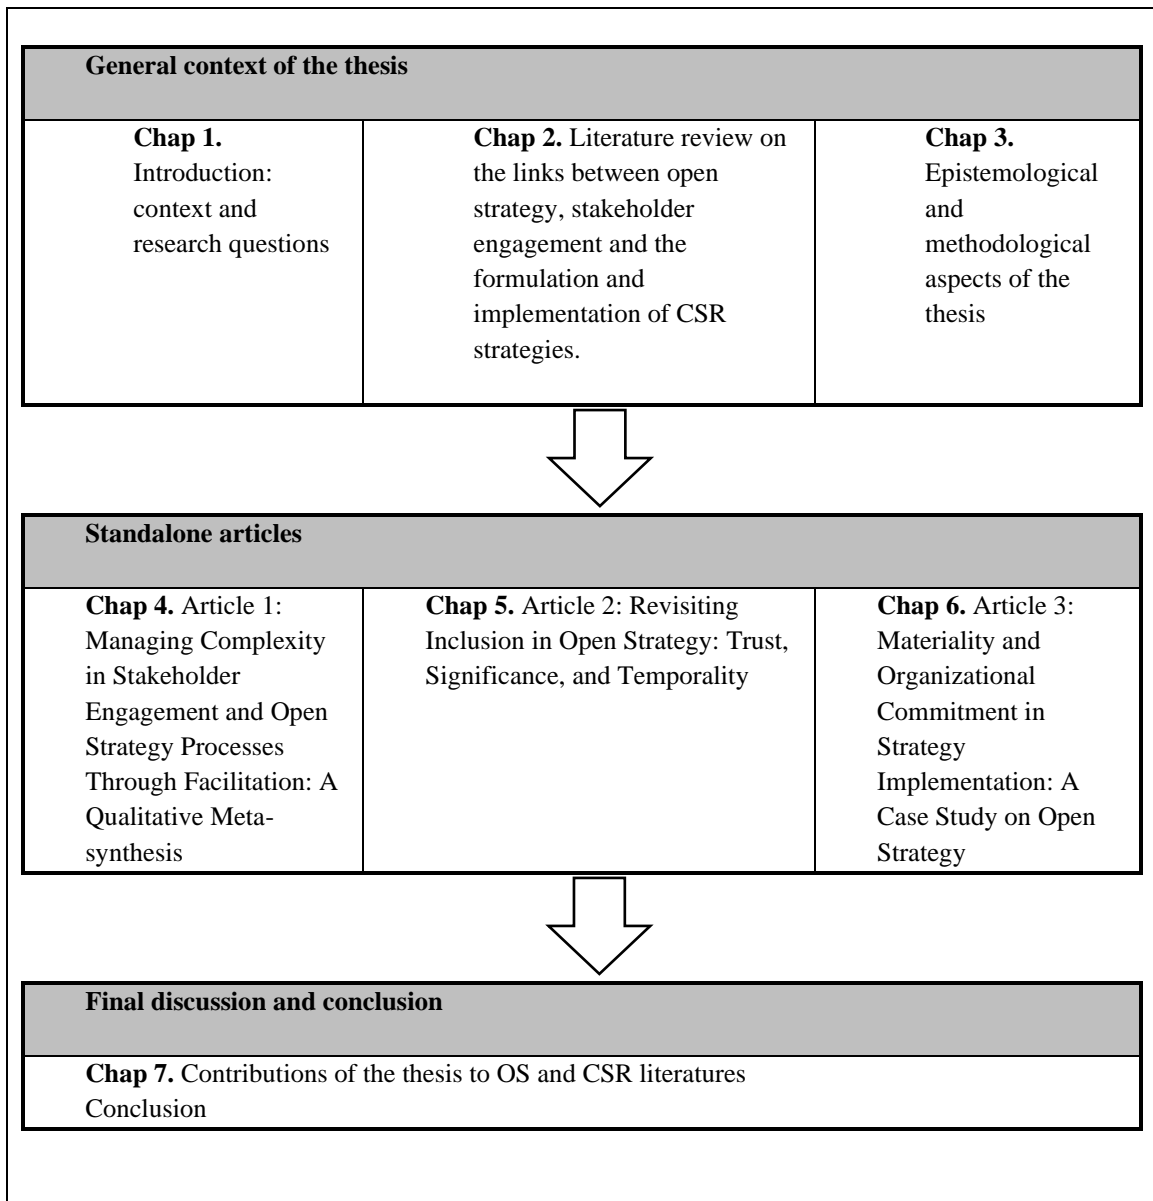 General context of the thesis
Chap 1.
Introduction:
context and
research questions
Chap 2. Literature review on
the links between open
strategy, stakeholder
engagement and the
formulation and
implementation of CSR
strategies.
Chap 3.
Epistemological
and
methodological
aspects of the
thesis
Standalone articles
Chap 4. Article 1:
Managing Complexity
in Stakeholder
Engagement and Open
Strategy Processes
Through Facilitation: A
Qualitative Meta-
synthesis
Chap 5. Article 2: Revisiting
Inclusion in Open Strategy: Trust,
Significance, and Temporality
Chap 6. Article 3:
Materiality and
Organizational
Commitment in
Strategy
Implementation: A
Case Study on Open
Strategy
Final discussion and conclusion
Chap 7. Contributions of the thesis to OS and CSR literatures
Conclusion